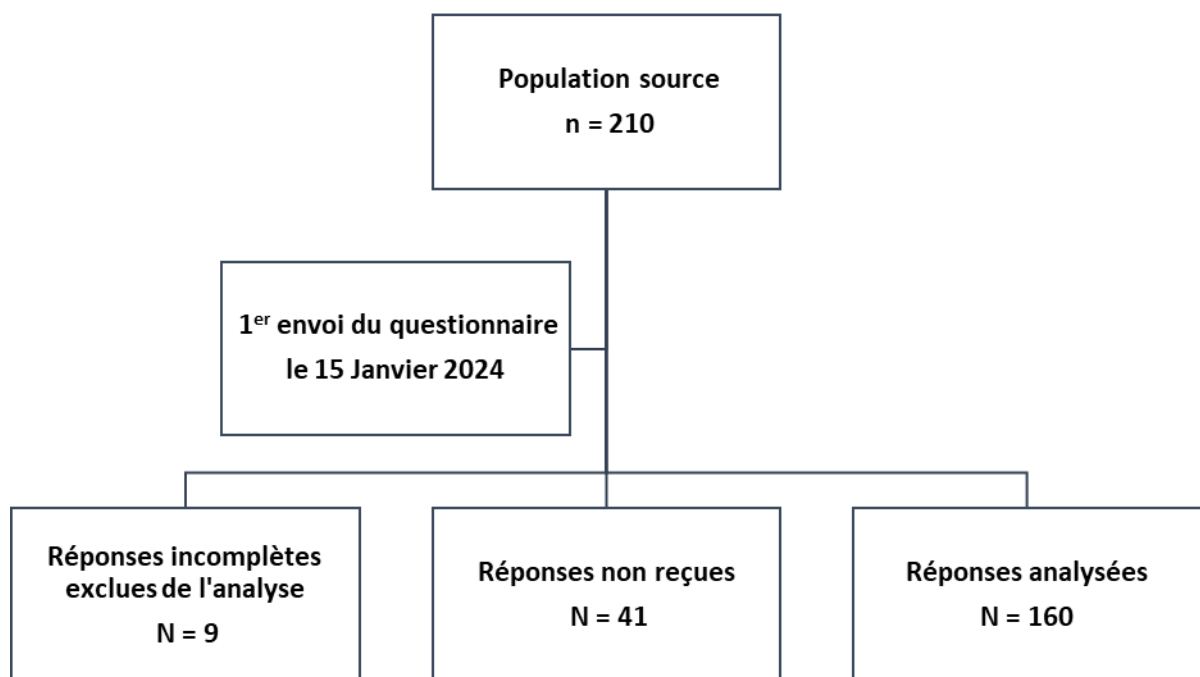 Population source
n = 210
1er envoi du questionnaire
le 15 Janvier 2024
Réponses incomplètes
exclues de l'analyse
N = 9
Réponses non reçues
N = 41
Réponses analysées
N = 160